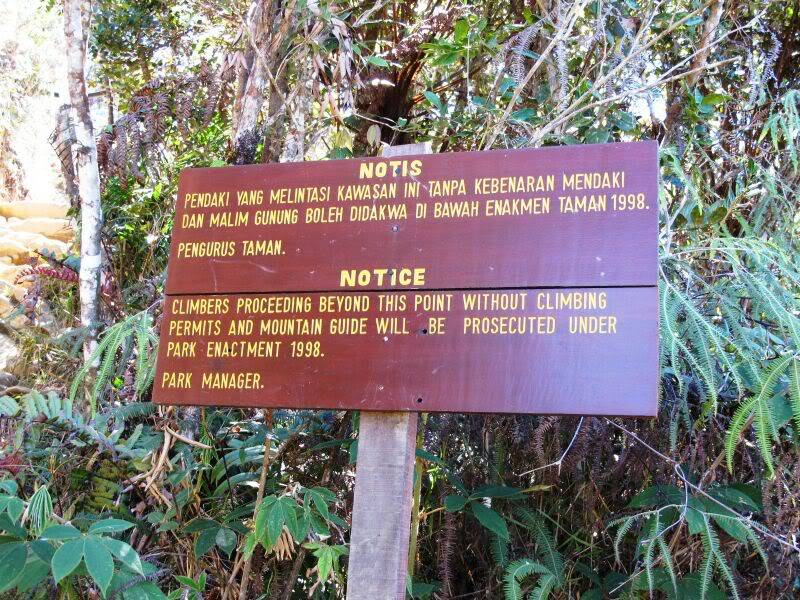 NOTIS
PENDAKI YANG MELINTASI KAWASAN INI TANPA KEBENARAN MENDAKI
DAN MALIM GUNUNG BOLEH DIDAKWA DI BAWAH ENAKMEN TAMAN 1998.
PENGURUS TAMAN.
NOTICE
CLIMBERS PROCEEDING BEYOND THIS POINT WITHOUT CLIMBING
PERMITS AND MOUNTAIN GUIDE WILL BE PROSECUTED UNDER
PARK ENACTMENT 1998.
PARK MANAGER.